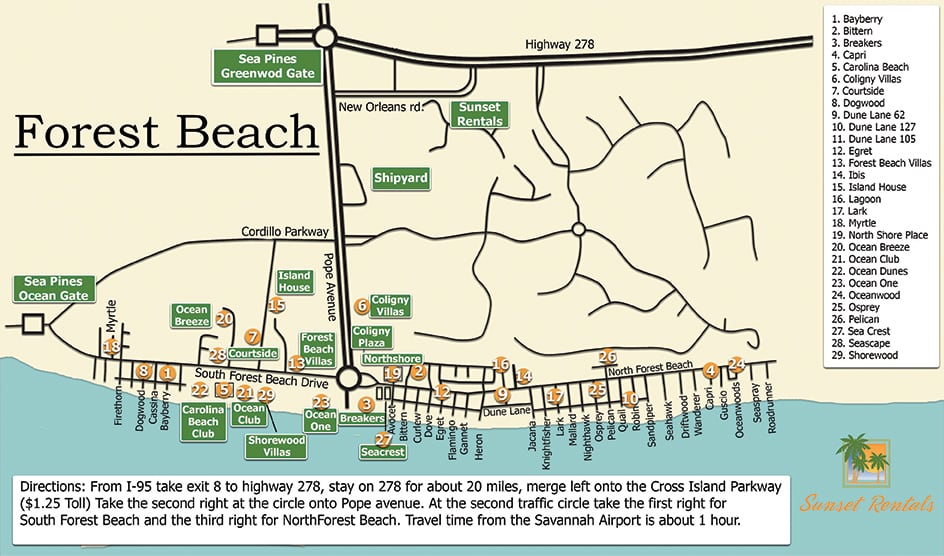 Highway 278
Sea Pines
Greenwod Gate
New Orleans rd.
Sunset
Rentals
Forest Beach
Shipyard
Cordillo Parkway
Pope Avenue
Sea Pines
Ocean Gate
Myrtle
Island
House
Ocean
Breeze
Coligny
Villas
Courtside
Forest
Beach
Villas
Coligny
Plaza
Northshore
South Forest Beach Drive
North Forest Beach
Dune Lane
18
20
15
6
7
28
13
8
1
22
5
21
29
23
3
19
2
27
12
16
14
9
17
25
26
10
4
24
Carolina
Beach
Club
Ocean
Club
Shorewood
Villas
Ocean
One
Breakers
Seacrest
Firethorn
Dogwood
Cassina
Bayberry
Avocet
Bittern
Curlew
Dove
Egret
Flamingo
Gannet
Heron
Jacana
Knightfisher
Lark
Mallard
Nighthawk
Osprey
Pelican
Quail
Robin
Sandpiper
Seahawk
Driftwood
Wanderer
Capri
Guscio
Oceanwoods
Seaspray
Roadrunner
1. Bayberry
2. Bittern
3. Breakers
4. Capri
5. Carolina Beach
6. Coligny Villas
7. Courtside
8. Dogwood
9. Dune Lane 62
10. Dune Lane 127
11. Dune Lane 105
12. Egret
13. Forest Beach Villas
14. Ibis
15. Island House
16. Lagoon
17. Lark
18. Myrtle
19. North Shore Place
20. Ocean Breeze
21. Ocean Club
22. Ocean Dunes
23. Ocean One
24. Oceanwood
25. Osprey
26. Pelican
27. Sea Crest
28. Seascape
29. Shorewood
Directions: From I-95 take exit 8 to highway 278, stay on 278 for about 20 miles, merge left onto the Cross Island Parkway
($1.25 Toll) Take the second right at the circle onto Pope avenue. At the second traffic circle take the first right for
South Forest Beach and the third right for NorthForest Beach. Travel time from the Savannah Airport is about 1 hour.
Sunset Rentals